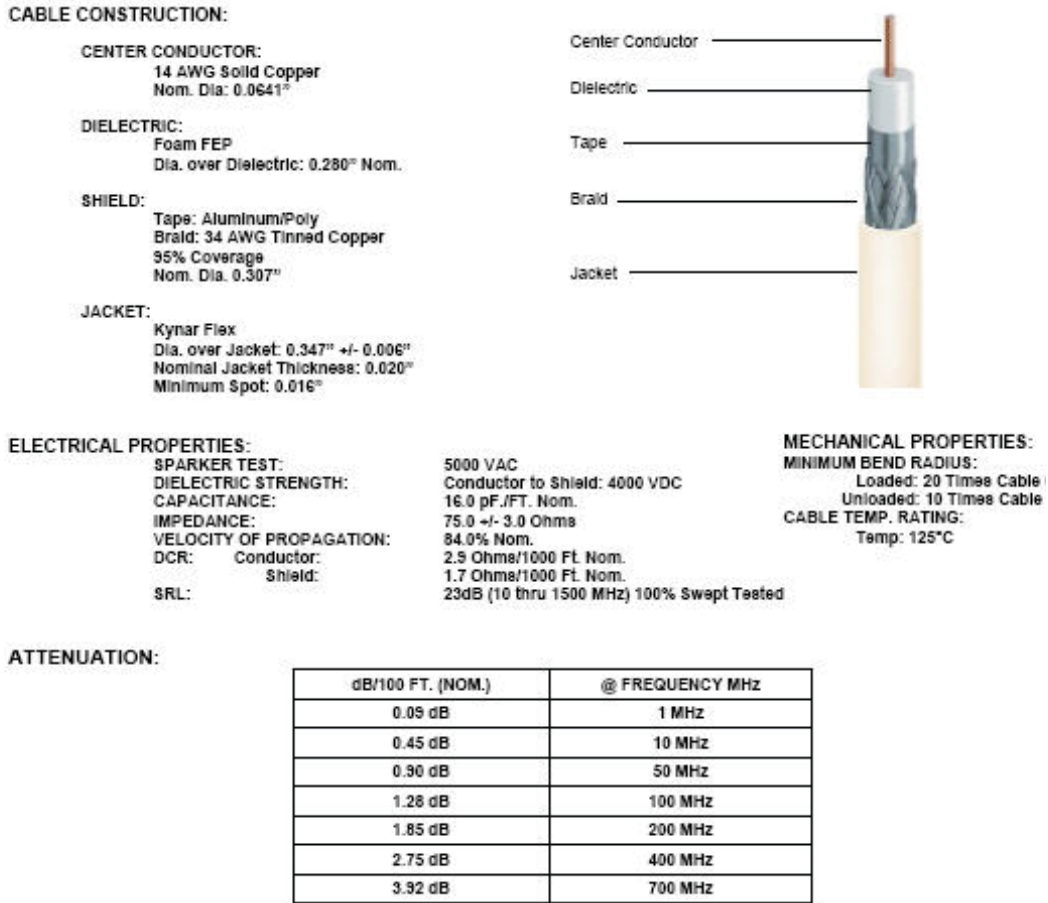 CABLE CONSTRUCTION:
CENTER CONDUCTOR:
14 AWG Solid Copper
Nom. Dia: 0.0641"
DIELECTRIC:
Foam FEP
Dia. over Dielectric: 0.280" Nom.
SHIELD:
Tape: Aluminum/Poly
Braid: 34 AWG Tinned Copper
95% Coverage
Nom. Dia. 0.307"
JACKET:
Kynar Flex
Dia. over Jacket: 0.347" +/- 0.006"
Nominal Jacket Thickness: 0.020"
Minimum Spot: 0.016"
Center Conductor
Dielectric
Tape
Braid
Jacket
ELECTRICAL PROPERTIES:
SPARKER TEST: 5000 VAC
DIELECTRIC STRENGTH: Conductor to Shield: 4000 VDC
CAPACITANCE: 16.0 pF./FT. Nom.
IMPEDANCE: 75.0 +/- 3.0 Ohms
VELOCITY OF PROPAGATION: 84.0% Nom.
DCR: Conductor: 2.9 Ohms/1000 Ft. Nom.
Shield: 1.7 Ohms/1000 Ft. Nom.
SRL: 23dB (10 thru 1500 MHz) 100% Swept Tested
MECHANICAL PROPERTIES:
MINIMUM BEND RADIUS:
Loaded: 20 Times Cable
Unloaded: 10 Times Cable
CABLE TEMP. RATING:
Temp: 125°C
ATTENUATION:
dB/100 FT. (NOM.) @ FREQUENCY MHz
0.09 dB 1 MHz
0.45 dB 10 MHz
0.90 dB 50 MHz
1.28 dB 100 MHz
1.85 dB 200 MHz
2.75 dB 400 MHz
3.92 dB 700 MHz